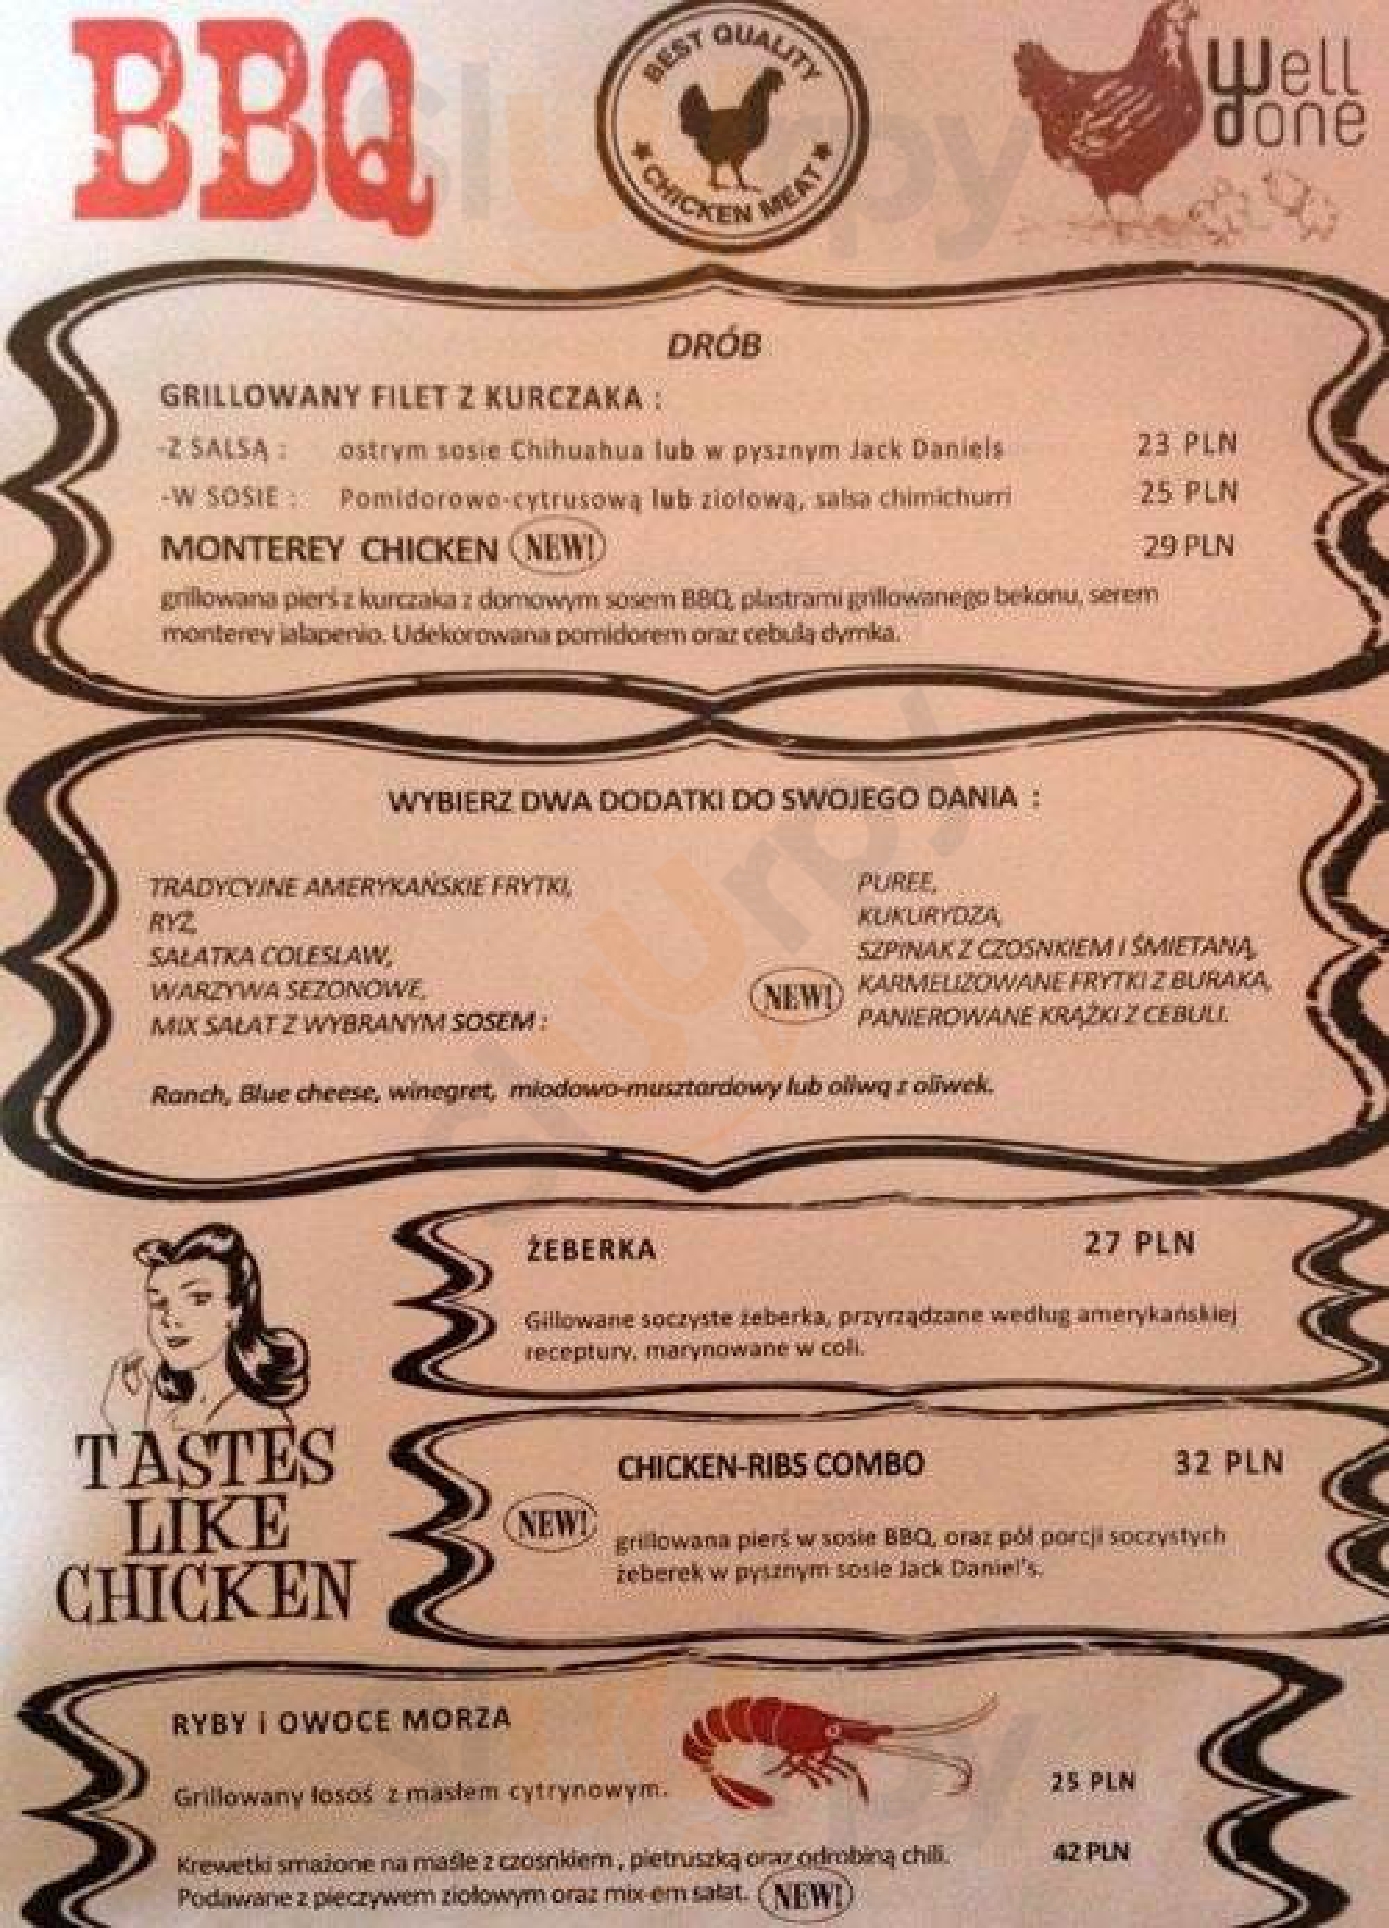 BBQ
BEST QUALITY
CHICKEN MEAT
Well
done
DRÓB
GRILLOWANY FILET Z KURCZAKA :
-Z SALSĄ : ostrym sosie Chihuahua lub w pysznym Jack Daniels 23 PLN
-W SOSIE : Pomidorowo-cytrusową lub ziołową, salsa chimichurri 25 PLN
MONTEREY CHICKEN NEW! 29 PLN
grillowana pierś z kurczaka z domowym sosem BBQ, plastrami grillowanego bekonu, serem
monterey jalapenio. Udekorowana pomidorem oraz cebulą dymka.
WYBIERZ DWA DODATKI DO SWOJEGO DANIA :
TRADYCYJNE AMERYKAŃSKIE FRYTKI,
RYŻ,
SAŁATKA COLESLAW,
WARZYWA SEZONOWE,
MIX SAŁAT Z WYBRANYM SOSEM :
PUREE,
KUKURYDZA,
SZPINAK Z CZOSNKIEM I ŚMIETANĄ,
NEW! KARMELIZOWANE FRYTKI Z BURAKA,
PANIEROWANE KRĄŻKI Z CEBULI.
Ranch, Blue cheese, winegret, miodowo-musztardowy lub oliwą z oliwek.
ŻEBERKA 27 PLN
Gillowane soczyste żeberka, przyrządzane według amerykańskiej
receptury, marynowane w coli.
TASTES
LIKE
CHICKEN
CHICKEN-RIBS COMBO 32 PLN
NEW!
grillowana pierś w sosie BBQ, oraz pół porcji soczystych
żeberek w pysznym sosie Jack Daniel's.
RYBY i OWOCE MORZA
Grillowany łosoś z masłem cytrynowym. 25 PLN
Krewetki smażone na maśle z czosnkiem , pietruszką oraz odrobiną chili. 42 PLN
Podawane z pieczywem ziołowym oraz mix-em sałat. NEW!
slurpy
slurpy
slurpy